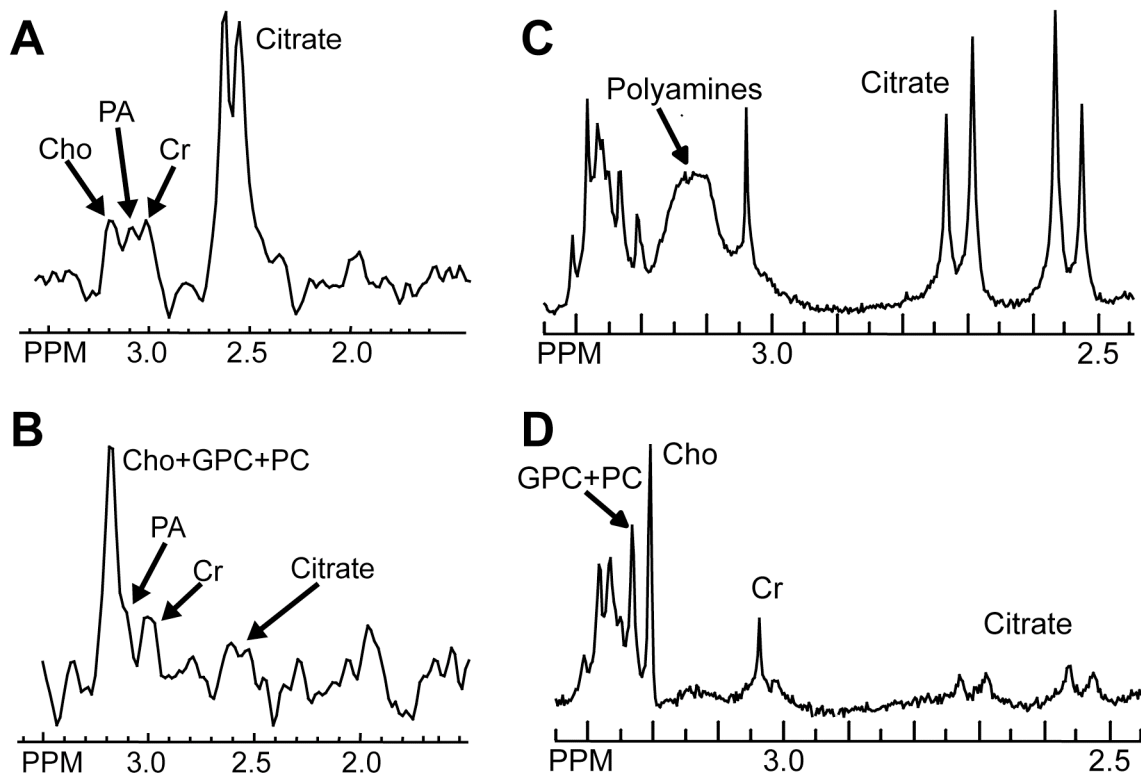 A
Citrate
PA
Cho
Cr
PPM 3.0 2.5 2.0
B
Cho+GPC+PC
PA
Cr
Citrate
PPM 3.0 2.5 2.0
C
Polyamines
Citrate
PPM 3.0 2.5
D
Cho
GPC+PC
Cr
Citrate
PPM 3.0 2.5